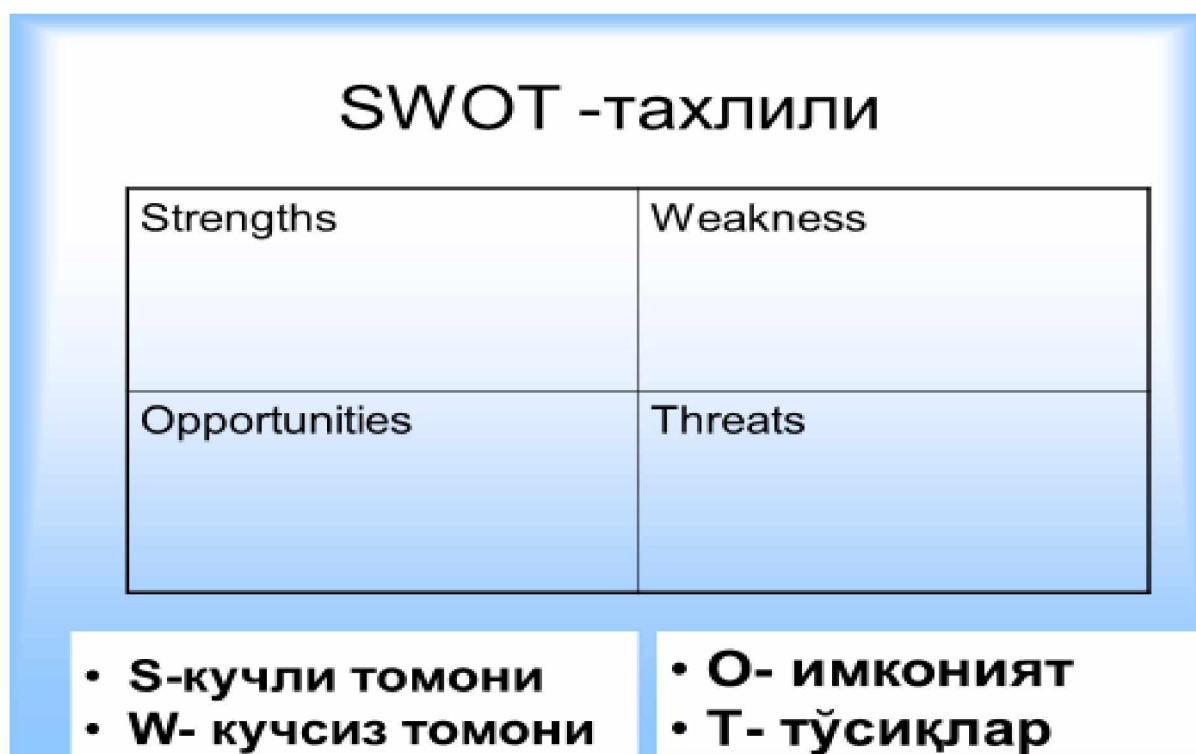 SWOT -тахлили
Strengths
Weakness
Opportunities
Threats
• S-кучли томони
• W- кучсиз томони
• O- имконият
• T- тўсиқлар